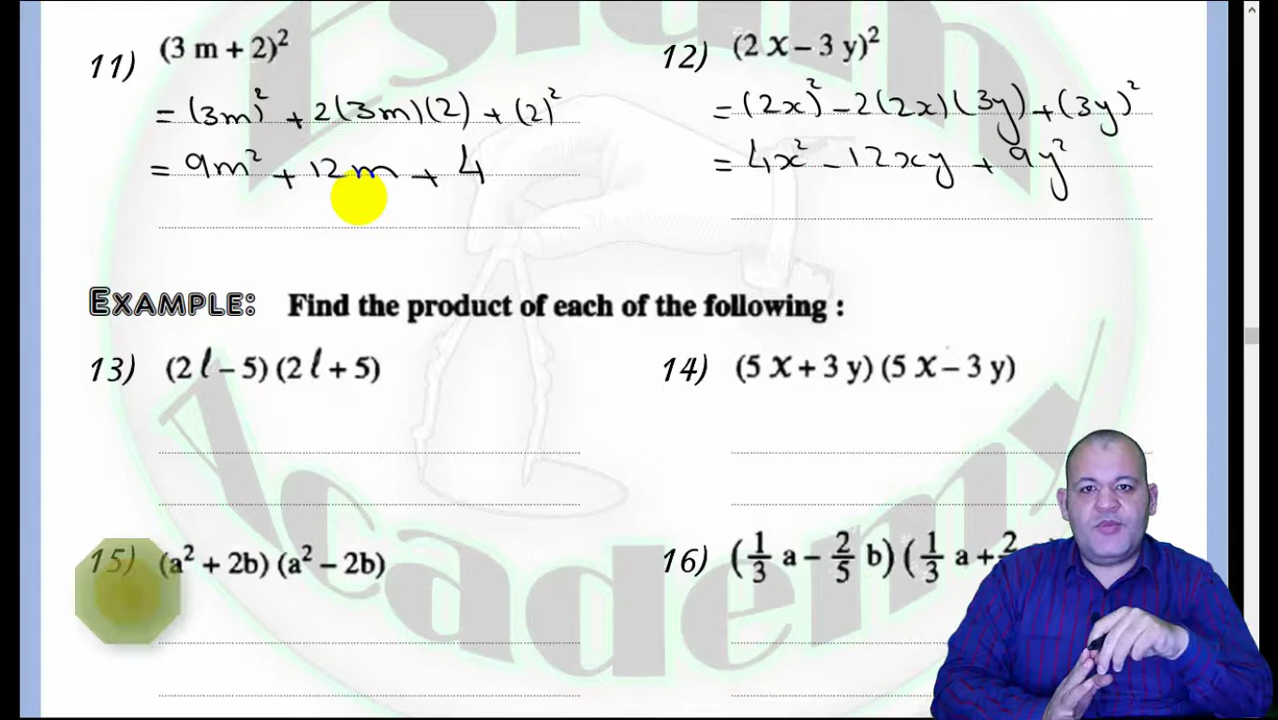 11) (3 m + 2)²
= (3m)² + 2(3m)(2) + (2)²
= 9m² + 12m + 4
12) (2 x – 3 y)²
= (2x)² – 2(2x)(3y) + (3y)²
= 4x² – 12xy + 9y²
EXAMPLE: Find the product of each of the following :
13) (2 ℓ – 5) (2 ℓ + 5)
14) (5 x + 3 y) (5 x – 3 y)
15) (a² + 2b) (a² – 2b)
16) (1/3 a – 2/5 b) (1/3 a + 2
Academy